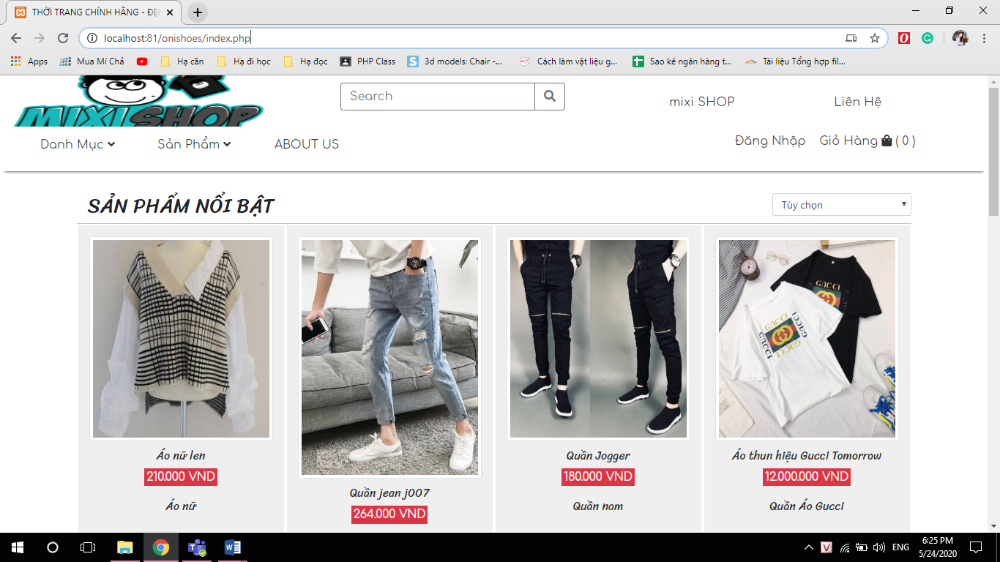 THỜI TRANG CHÍNH HÃNG - ĐẸP
localhost:81/onishoes/index.php
Apps Mua Mí Chả Hạ cần Hạ đi học Hạ đọc PHP Class 3d models: Chair -... Cách làm vật liệu g... Sao kê ngân hàng t... Tài liệu Tổng hợp fil...
MIXI SHOP
Search
mixi SHOP
Liên Hệ
Danh Mục
Sản Phẩm
ABOUT US
Đăng Nhập
Giỏ Hàng ( 0 )
SẢN PHẨM NỔI BẬT
Tùy chọn
Áo nữ len
210.000 VND
Áo nữ
Quần jean j007
264.000 VND
Quần Jogger
180.000 VND
Quần nam
GUCCI
GUCCI
GUCCI
GUCCI
Áo thun hiệu Gucci Tomorrow
12.000.000 VND
Quần Áo Gucci
ENG
6:25 PM
5/24/2020